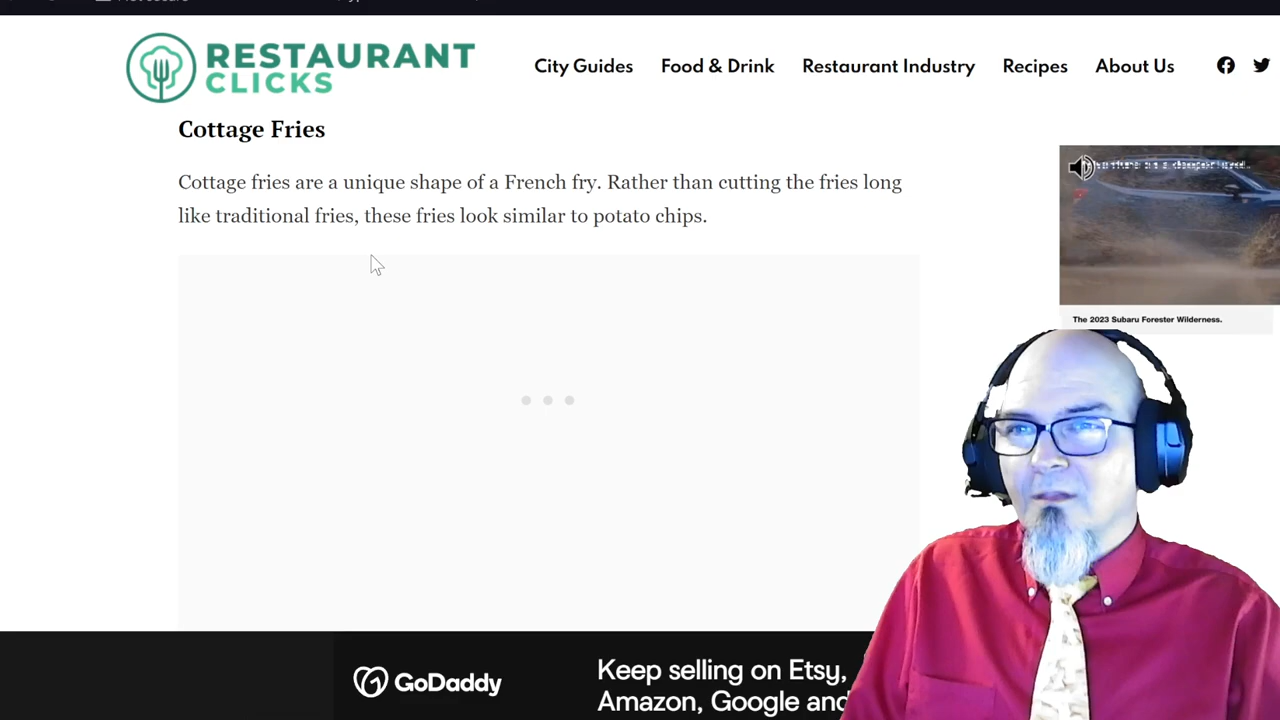 RESTAURANT
CLICKS
City Guides
Food & Drink
Restaurant Industry
Recipes
About Us
Cottage Fries
Cottage fries are a unique shape of a French fry. Rather than cutting the fries long
like traditional fries, these fries look similar to potato chips.
The 2023 Subaru Forester Wilderness.
GoDaddy
Keep selling on Etsy,
Amazon, Google and